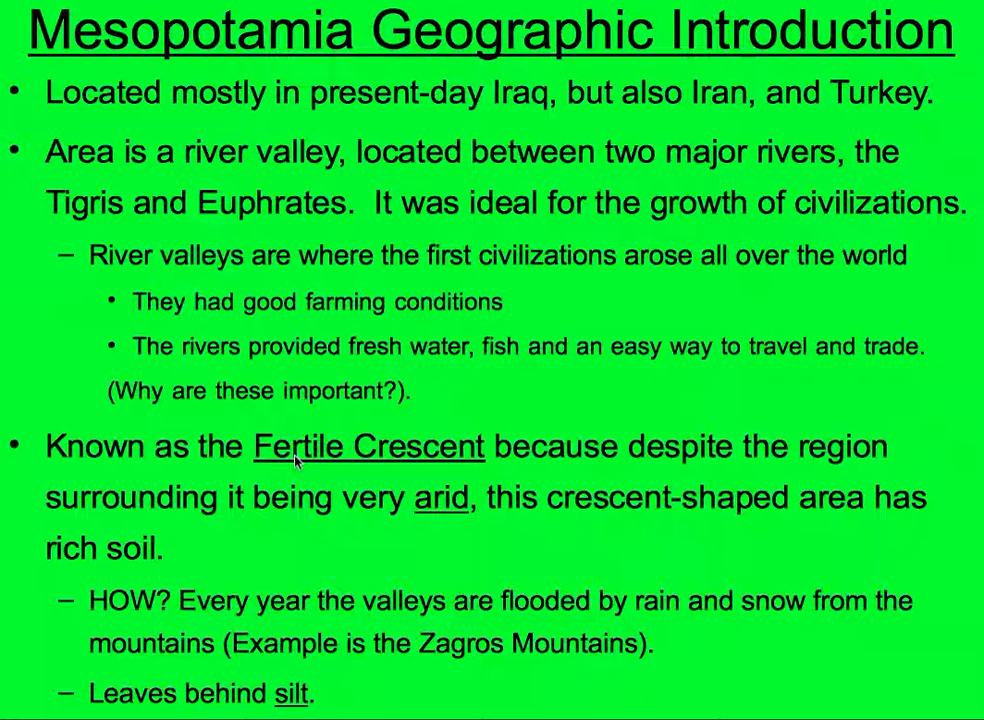 Mesopotamia Geographic Introduction
• Located mostly in present-day Iraq, but also Iran, and Turkey.
• Area is a river valley, located between two major rivers, the
Tigris and Euphrates.  It was ideal for the growth of civilizations.
– River valleys are where the first civilizations arose all over the world
• They had good farming conditions
• The rivers provided fresh water, fish and an easy way to travel and trade.
(Why are these important?).
• Known as the Fertile Crescent because despite the region
surrounding it being very arid, this crescent-shaped area has
rich soil.
– HOW? Every year the valleys are flooded by rain and snow from the
mountains (Example is the Zagros Mountains).
– Leaves behind silt.